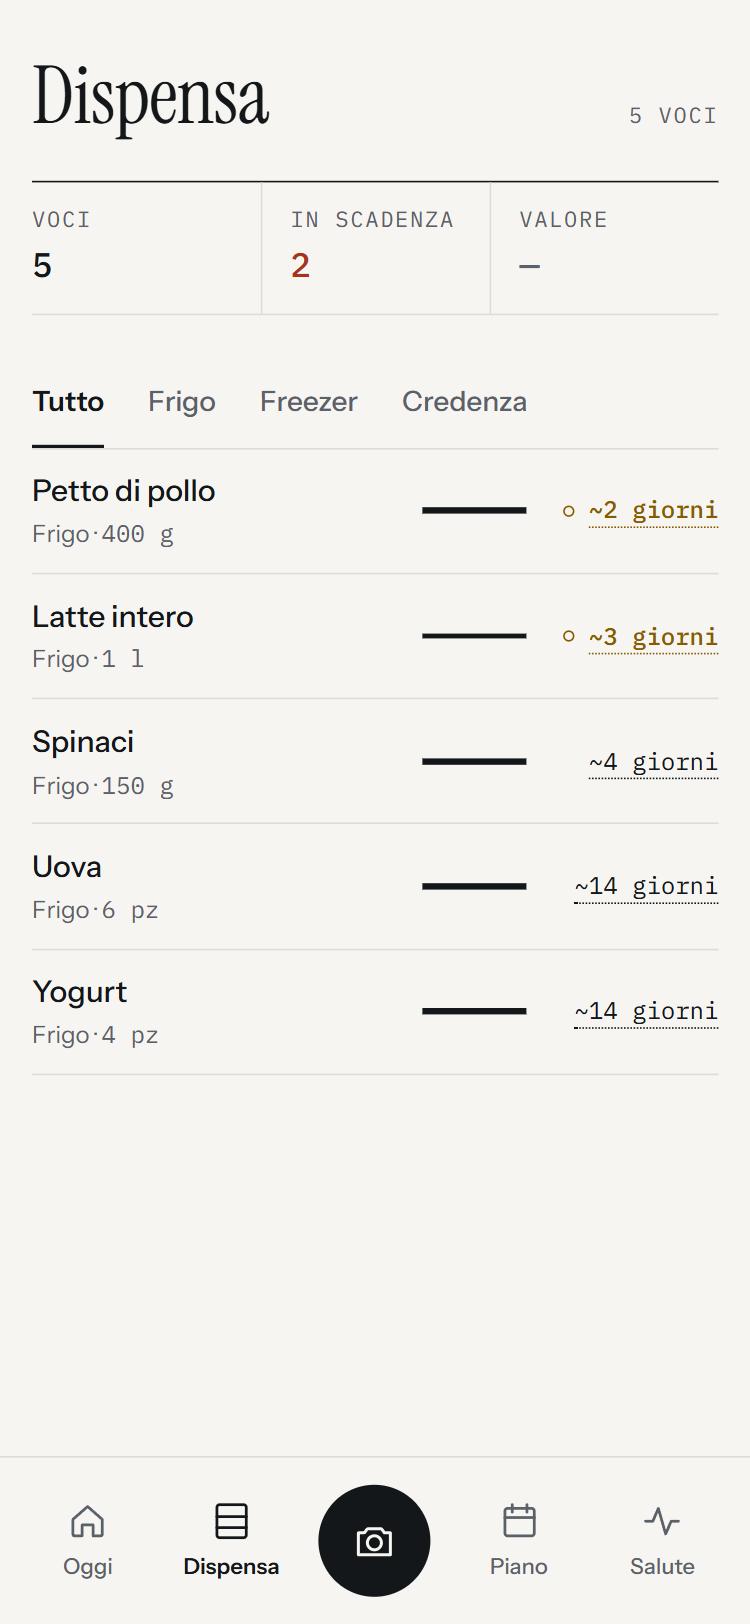 Dispensa
5 VOCI
VOCI
IN SCADENZA
VALORE
5
2
—
Tutto
Frigo
Freezer
Credenza
Petto di pollo
Frigo·400 g
~2 giorni
Latte intero
Frigo·1 l
~3 giorni
Spinaci
Frigo·150 g
~4 giorni
Uova
Frigo·6 pz
~14 giorni
Yogurt
Frigo·4 pz
~14 giorni
Oggi
Dispensa
Piano
Salute